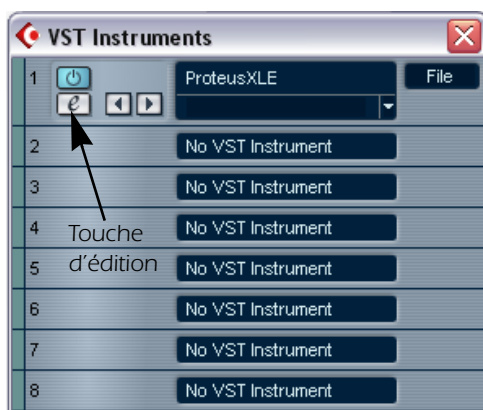 VST Instruments
1 ProteusXLE File
e
2 No VST Instrument
3 No VST Instrument
4 No VST Instrument
Touche
d'édition
5 No VST Instrument
6 No VST Instrument
7 No VST Instrument
8 No VST Instrument